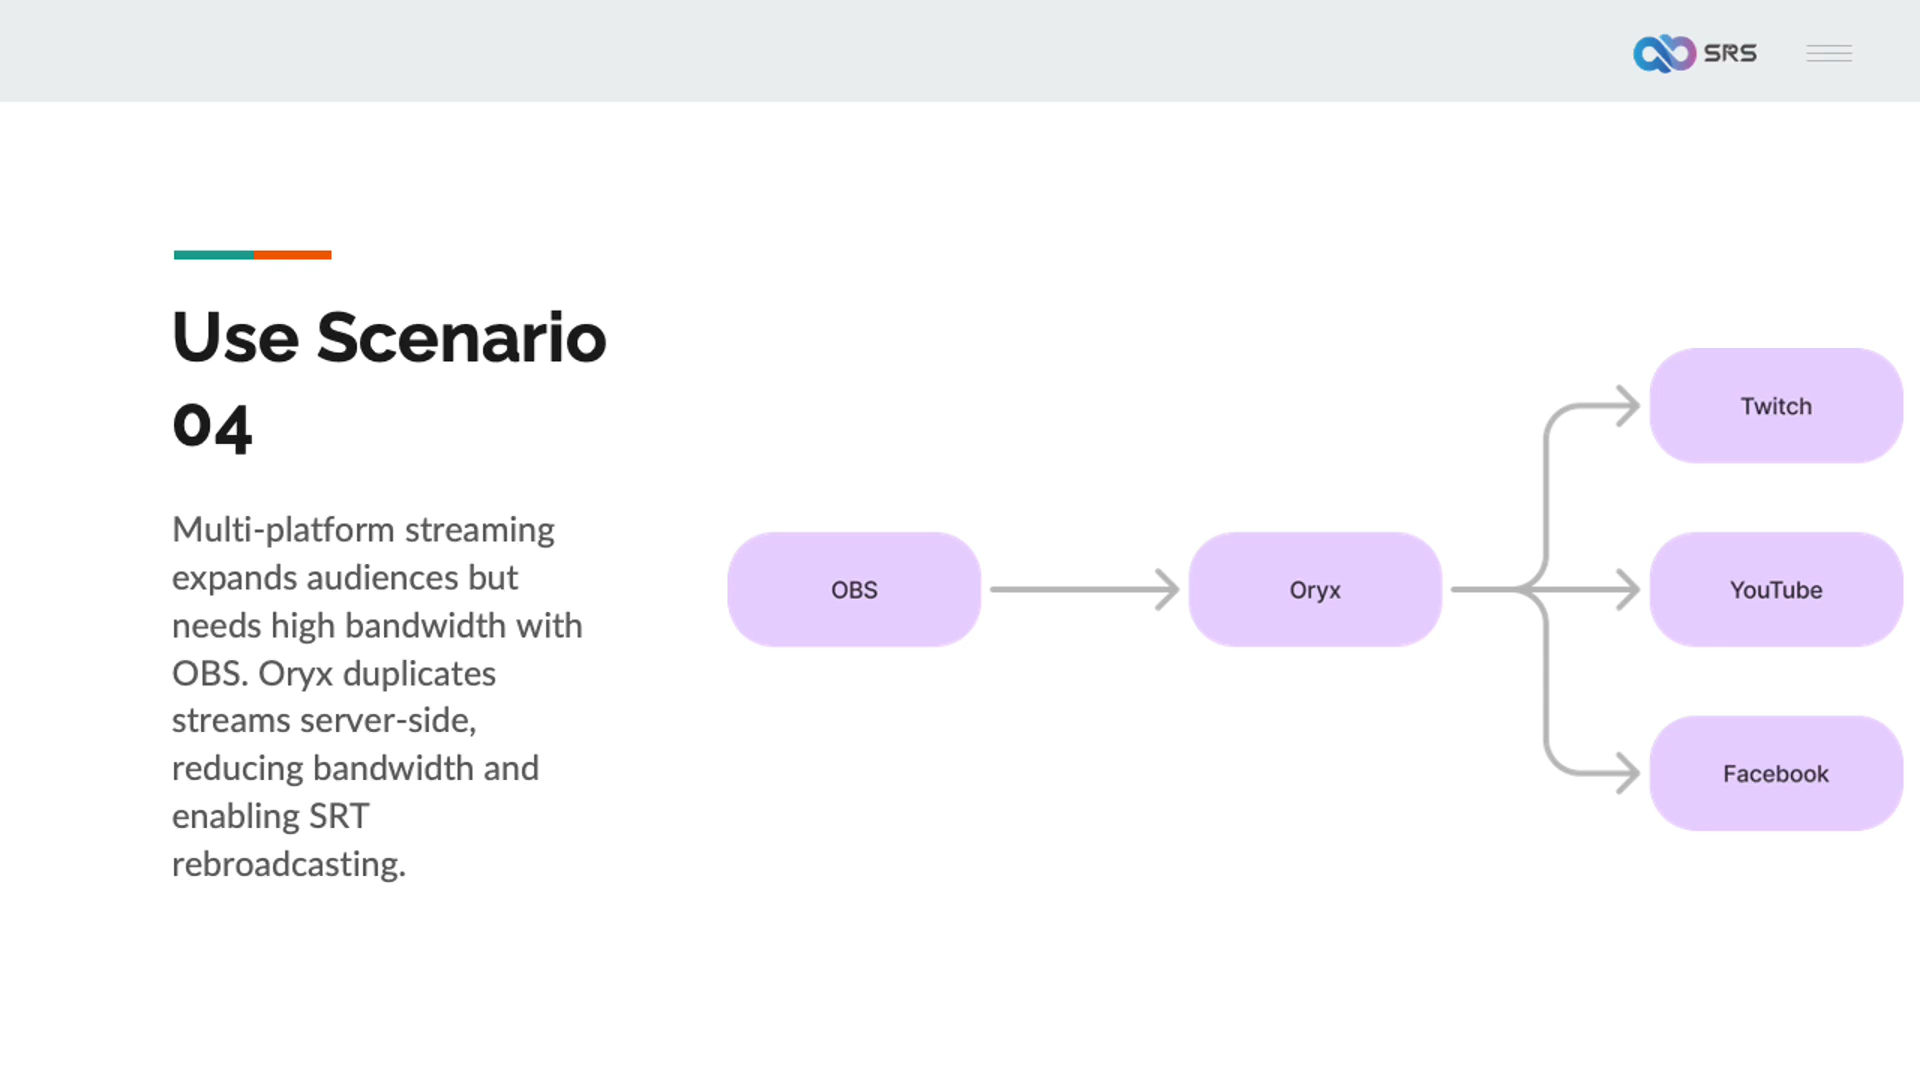 SRS
Use Scenario
04
Multi-platform streaming
expands audiences but
needs high bandwidth with
OBS. Oryx duplicates
streams server-side,
reducing bandwidth and
enabling SRT
rebroadcasting.
OBS
Oryx
Twitch
YouTube
Facebook